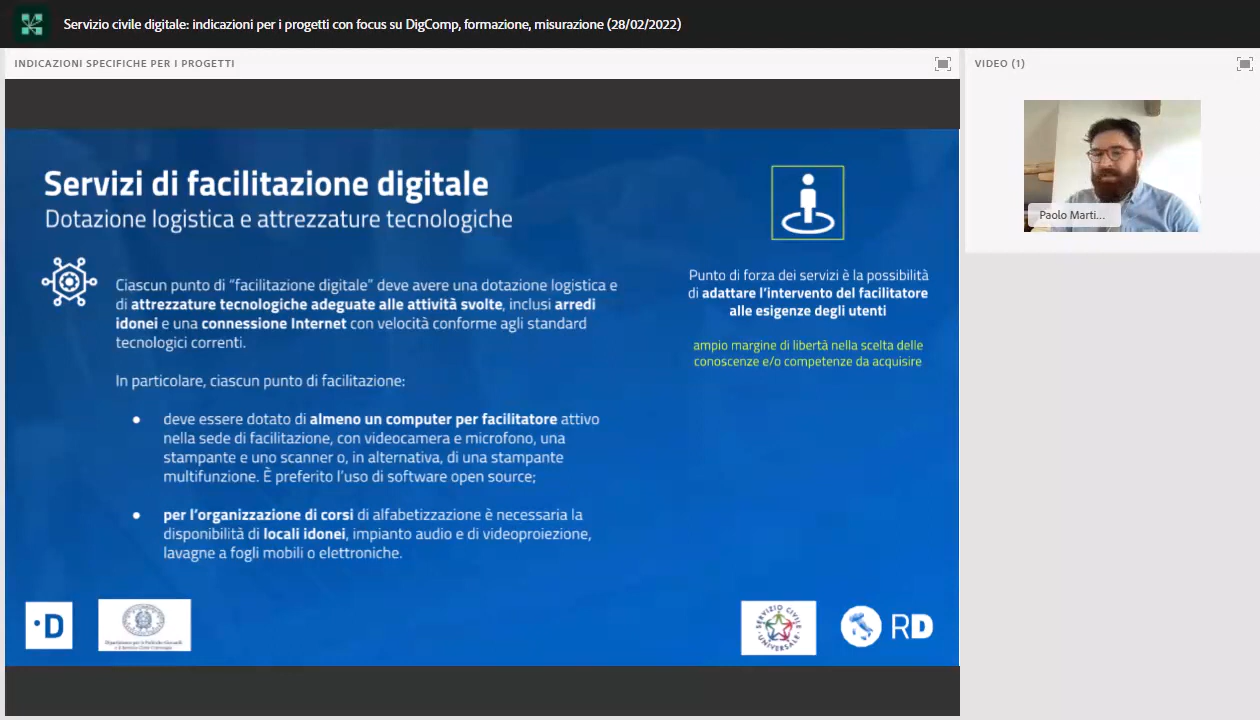 Servizio civile digitale: indicazioni per i progetti con focus su DigComp, formazione, misurazione (28/02/2022)
INDICAZIONI SPECIFICHE PER I PROGETTI
VIDEO (1)
Servizi di facilitazione digitale
Dotazione logistica e attrezzature tecnologiche
Ciascun punto di “facilitazione digitale” deve avere una dotazione logistica e
di attrezzature tecnologiche adeguate alle attività svolte, inclusi arredi
idonei e una connessione Internet con velocità conforme agli standard
tecnologici correnti.
In particolare, ciascun punto di facilitazione:
● deve essere dotato di almeno un computer per facilitatore attivo
nella sede di facilitazione, con videocamera e microfono, una
stampante e uno scanner o, in alternativa, di una stampante
multifunzione. È preferito l’uso di software open source;
● per l’organizzazione di corsi di alfabetizzazione è necessaria la
disponibilità di locali idonei, impianto audio e di videoproiezione,
lavagne a fogli mobili o elettroniche.
Punto di forza dei servizi è la possibilità
di adattare l’intervento del facilitatore
alle esigenze degli utenti
ampio margine di libertà nella scelta delle
conoscenze e/o competenze da acquisire
Paolo Marti...
D
SERVIZIO CIVILE
UNIVERSALE
RD